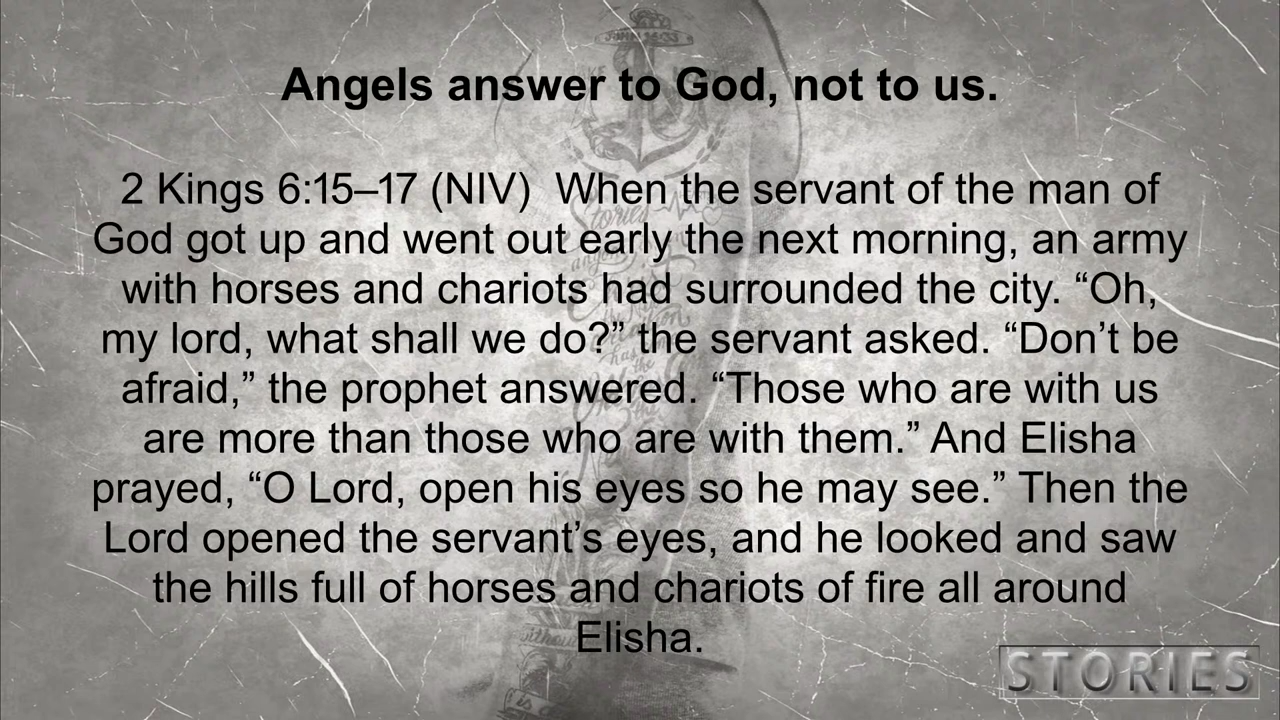 Angels answer to God, not to us.
2 Kings 6:15–17 (NIV)  When the servant of the man of
God got up and went out early the next morning, an army
with horses and chariots had surrounded the city. “Oh,
my lord, what shall we do?” the servant asked. “Don’t be
afraid,” the prophet answered. “Those who are with us
are more than those who are with them.” And Elisha
prayed, “O Lord, open his eyes so he may see.” Then the
Lord opened the servant’s eyes, and he looked and saw
the hills full of horses and chariots of fire all around
Elisha.
STORIES